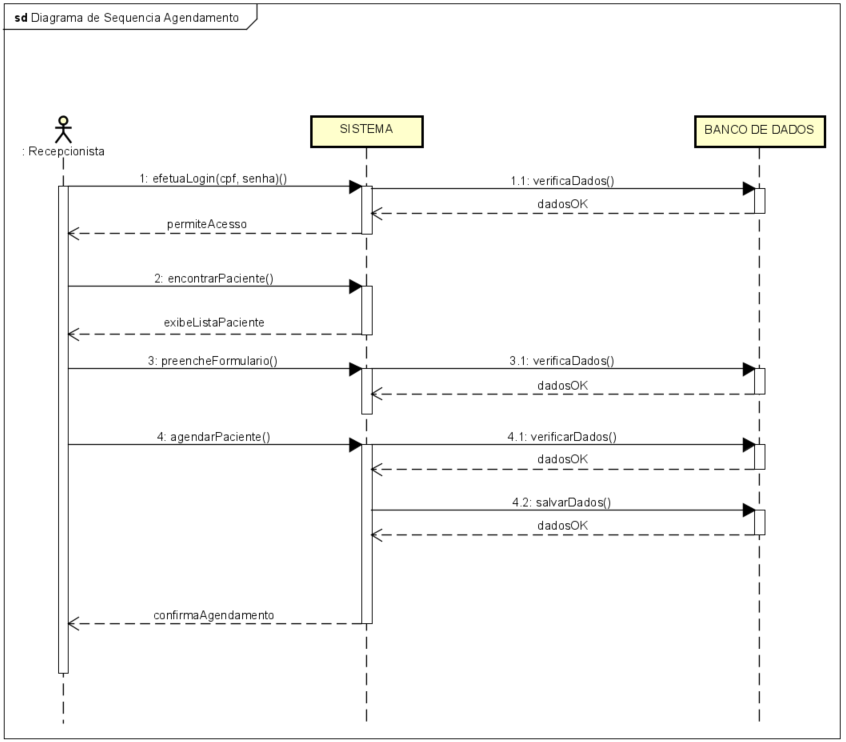 sd Diagrama de Sequencia Agendamento
SISTEMA
BANCO DE DADOS
: Recepcionista
1: efetuaLogin(cpf, senha)()
1.1: verificaDados()
dadosOK
permiteAcesso
2: encontrarPaciente()
exibeListaPaciente
3: preencheFormulario()
3.1: verificaDados()
dadosOK
4: agendarPaciente()
4.1: verificarDados()
dadosOK
4.2: salvarDados()
dadosOK
confirmaAgendamento